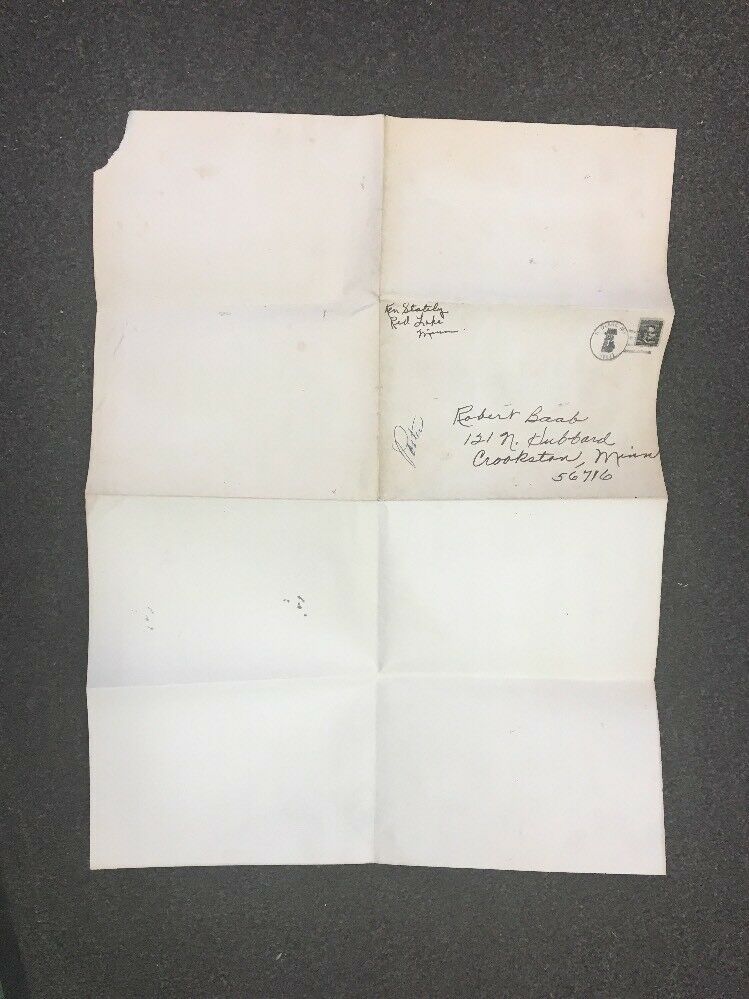 Ken Stately
Red Lake
Minn.
Robert Baab
121 N. Hubbard
Crookston, Minn
56716